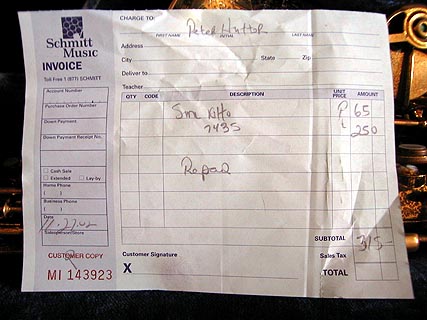 Schmitt
Music
INVOICE
Toll Free 1 (877) SCHMITT
Account Number
Purchase Order Number
Down Payment
Down Payment Receipt No.
Cash Sale
Extended Lay-by
Home Phone
( )
Business Phone
( )
Date
11.27.02
Salesperson/Store
CUSTOMER COPY
MI 143923
CHARGE TO: Peter Hutter
FIRST NAME INITIAL LAST NAME
Address
City State Zip
Deliver to
Teacher
QTY CODE DESCRIPTION UNIT PRICE AMOUNT
P 65
7435 L 250
Repad
SUBTOTAL 315
Customer Signature Sales Tax
X TOTAL